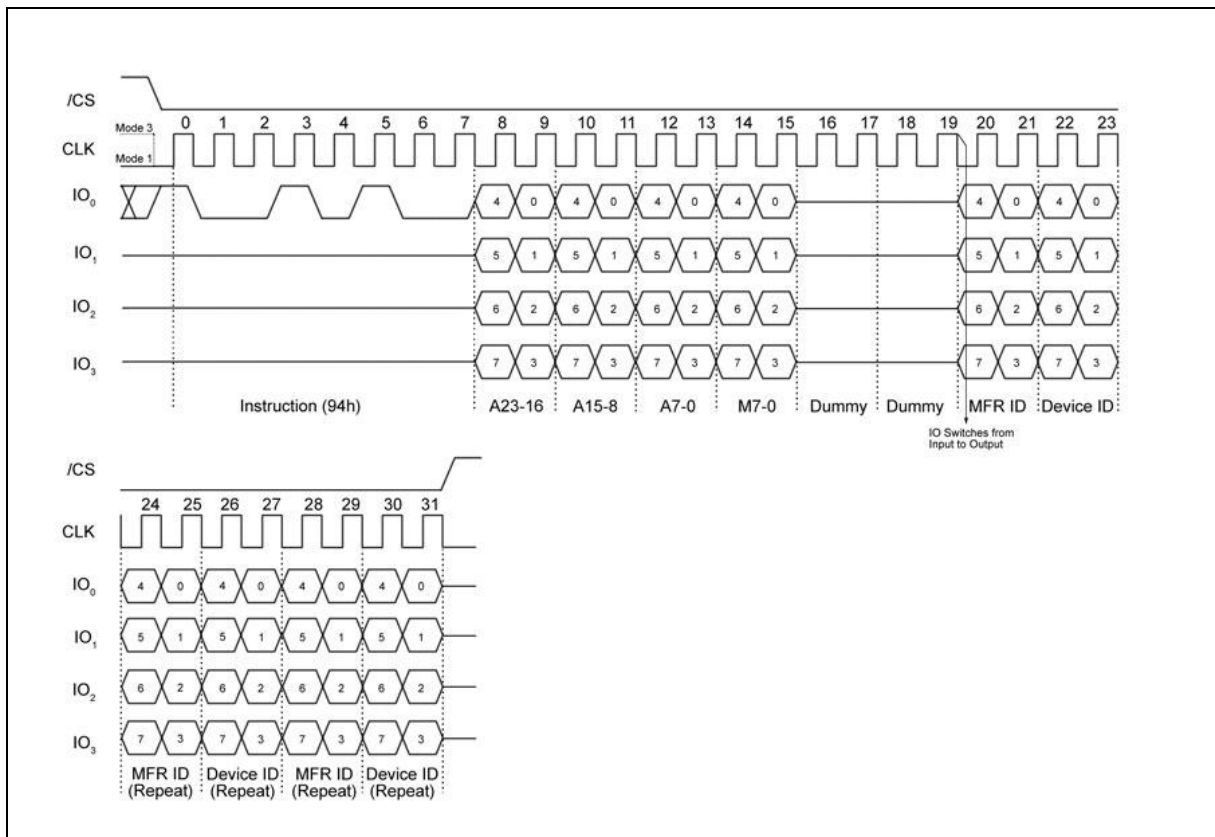 /CS
0 1 2 3 4 5 6 7 8 9 10 11 12 13 14 15 16 17 18 19 20 21 22 23
Mode 3
CLK
Mode 1
IO0 4 0 4 0 4 0 4 0 4 0 4 0
IO1 5 1 5 1 5 1 5 1 5 1 5 1
IO2 6 2 6 2 6 2 6 2 6 2 6 2
IO3 7 3 7 3 7 3 7 3 7 3 7 3
Instruction (94h) A23-16 A15-8 A7-0 M7-0 Dummy Dummy MFR ID Device ID
IO Switches from
Input to Output
/CS
24 25 26 27 28 29 30 31
CLK
IO0 4 0 4 0 4 0 4 0
IO1 5 1 5 1 5 1 5 1
IO2 6 2 6 2 6 2 6 2
IO3 7 3 7 3 7 3 7 3
MFR ID Device ID MFR ID Device ID
(Repeat) (Repeat) (Repeat) (Repeat)